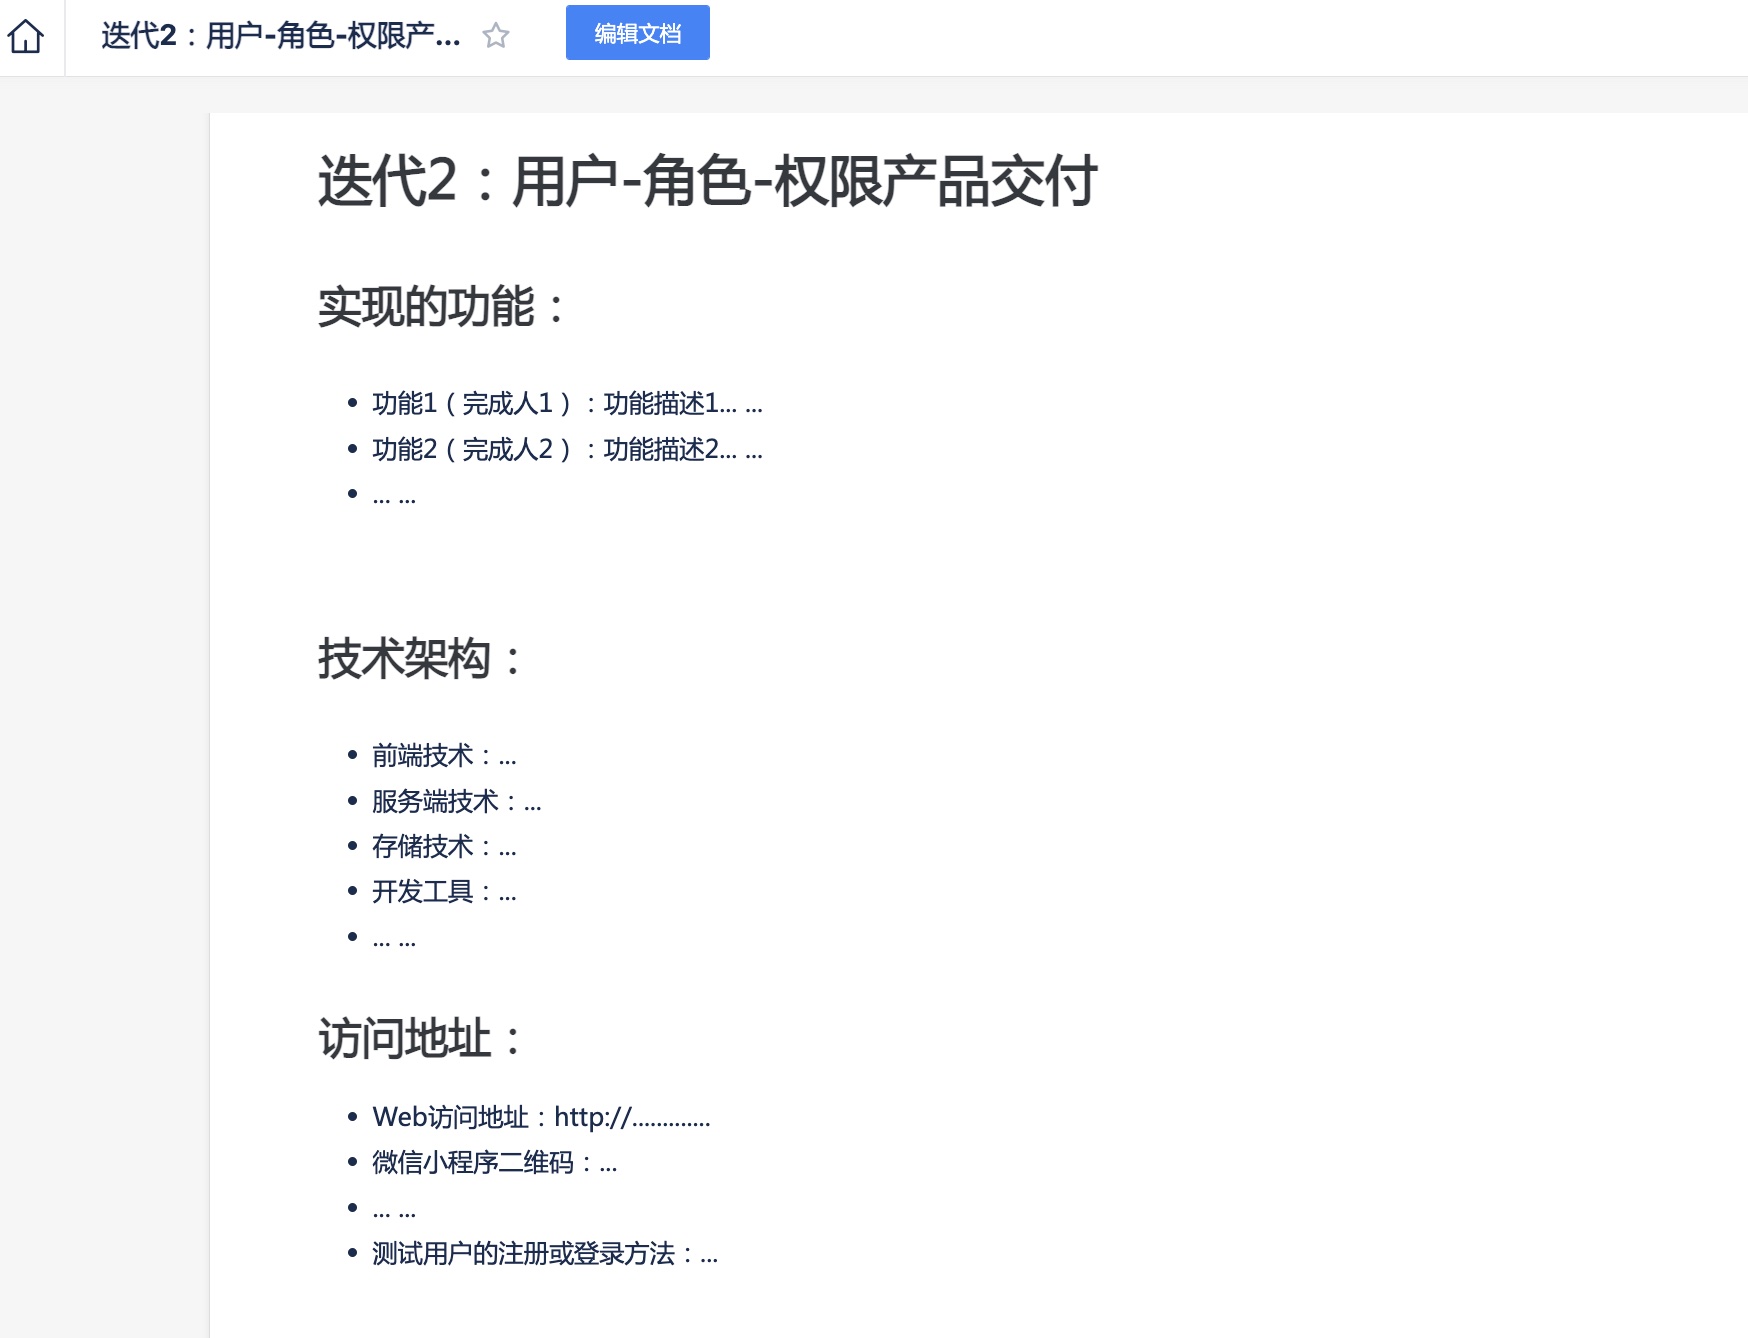 迭代2：用户-角色-权限产...
编辑文档
迭代2：用户-角色-权限产品交付
实现的功能：
功能1（完成人1）：功能描述1... ...
功能2（完成人2）：功能描述2... ...
... ...
技术架构：
前端技术：...
服务端技术：...
存储技术：...
开发工具：...
... ...
访问地址：
Web访问地址：http://.............
微信小程序二维码：...
... ...
测试用户的注册或登录方法：...